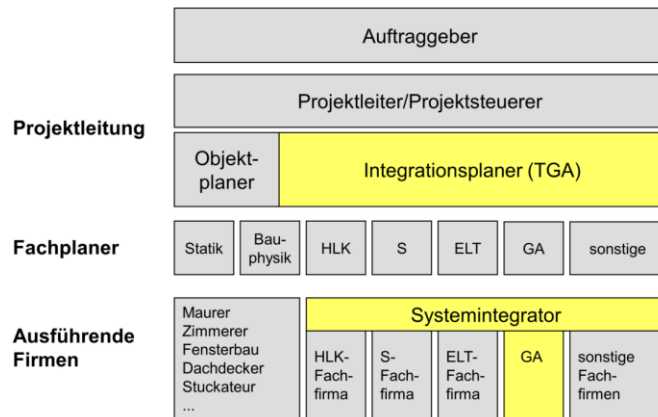 Auftraggeber
Projektleitung
Projektleiter/Projektsteuerer
Objekt-
planer
Integrationsplaner (TGA)
Fachplaner
Statik
Bau-
physik
HLK
S
ELT
GA
sonstige
Ausführende
Firmen
Maurer
Zimmerer
Fensterbau
Dachdecker
Stuckateur
...
Systemintegrator
HLK-
Fach-
firma
S-
Fach-
firma
ELT-
Fach-
firma
GA
sonstige
Fach-
firmen